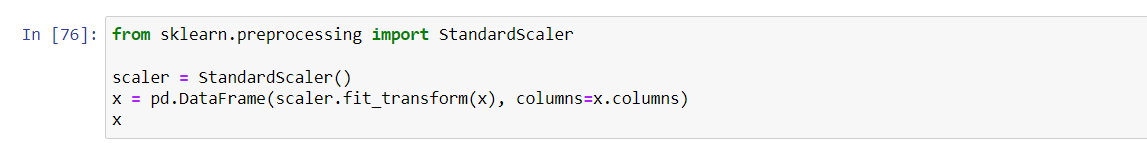 In [76]: from sklearn.preprocessing import StandardScaler
scaler = StandardScaler()
x = pd.DataFrame(scaler.fit_transform(x), columns=x.columns)
x